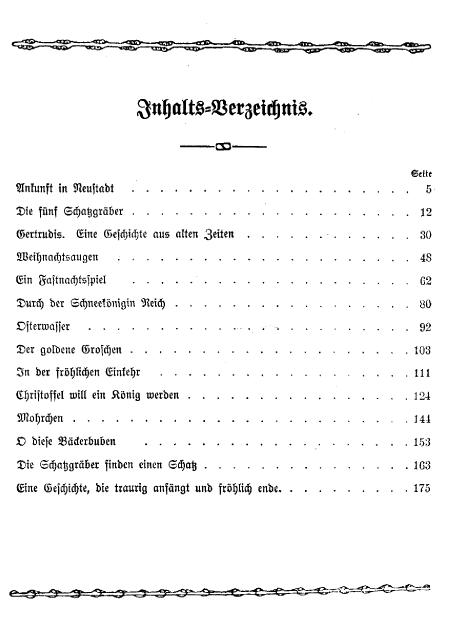 Inhalts-Verzeichnis.
Seite
Ankunft in Neustadt . . . . . . . . . . . . . . . . . . . 5
Die fünf Schatzgräber . . . . . . . . . . . . . . . . . . 12
Gertrudis. Eine Geschichte aus alten Zeiten . . . . . . . . . . . 30
Weihnachtsaugen . . . . . . . . . . . . . . . . . . . 48
Ein Fastnachtsspiel . . . . . . . . . . . . . . . . . . 62
Durch der Schneekönigin Reich . . . . . . . . . . . . . . . 80
Osterwasser . . . . . . . . . . . . . . . . . . . . 92
Der goldene Groschen . . . . . . . . . . . . . . . . . . 103
In der fröhlichen Einkehr . . . . . . . . . . . . . . . . 111
Christoffel will ein König werden . . . . . . . . . . . . . . 124
Mohrchen . . . . . . . . . . . . . . . . . . . . . 144
O diese Bäckerbuben . . . . . . . . . . . . . . . . . 153
Die Schatzgräber finden einen Schatz . . . . . . . . . . . . . 163
Eine Geschichte, die traurig anfängt und fröhlich ende. . . . . . . . . 175